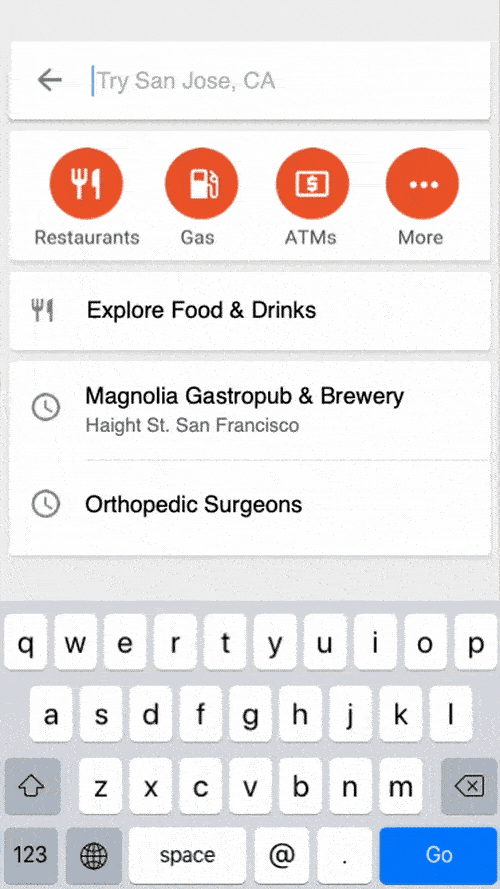 Try San Jose, CA
Restaurants Gas ATMs More
Explore Food & Drinks
Magnolia Gastropub & Brewery
Haight St. San Francisco
Orthopedic Surgeons
q w e r t y u i o p
a s d f g h j k l
z x c v b n m
123 space @ . Go